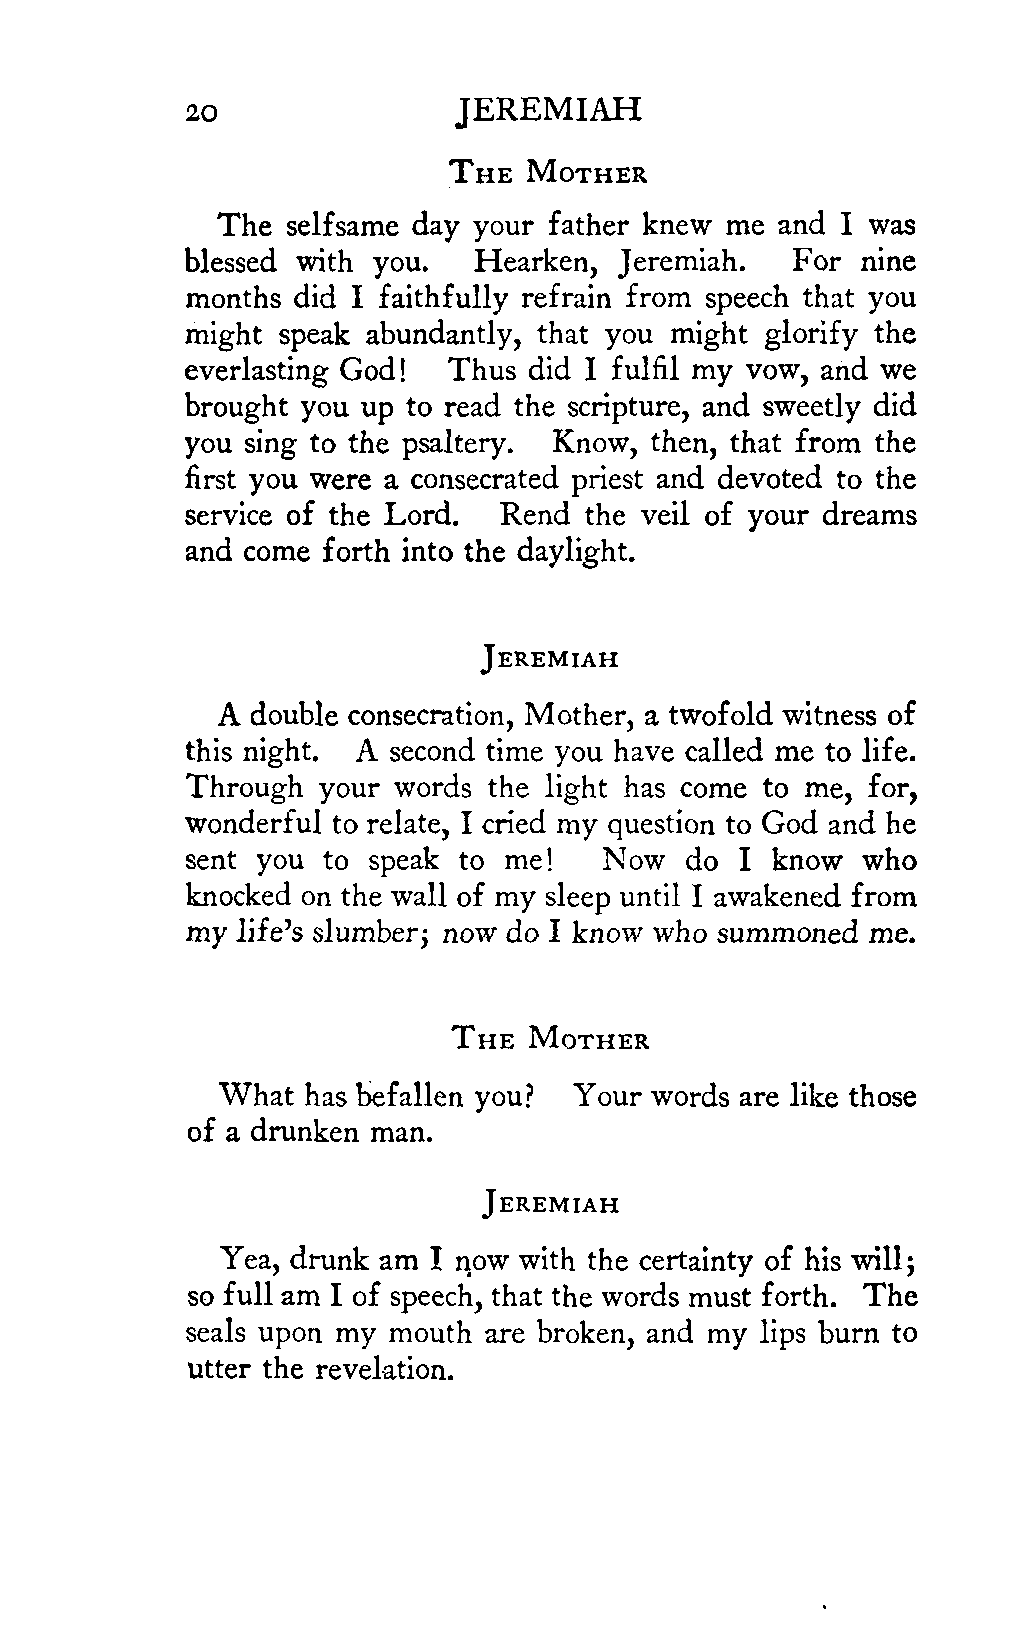 20 JEREMIAH
The Mother
The selfsame day your father knew me and I was
blessed with you. Hearken, Jeremiah. For nine
months did I faithfully refrain from speech that you
might speak abundantly, that you might glorify the
everlasting God! Thus did I fulfil my vow, and we
brought you up to read the scripture, and sweetly did
you sing to the psaltery. Know, then, that from the
first you were a consecrated priest and devoted to the
service of the Lord. Rend the veil of your dreams
and come forth into the daylight.
Jeremiah
A double consecration, Mother, a twofold witness of
this night. A second time you have called me to life.
Through your words the light has come to me, for,
wonderful to relate, I cried my question to God and he
sent you to speak to me! Now do I know who
knocked on the wall of my sleep until I awakened from
my life's slumber; now do I know who summoned me.
The Mother
What has befallen you? Your words are like those
of a drunken man.
Jeremiah
Yea, drunk am I now with the certainty of his will;
so full am I of speech, that the words must forth. The
seals upon my mouth are broken, and my lips burn to
utter the revelation.